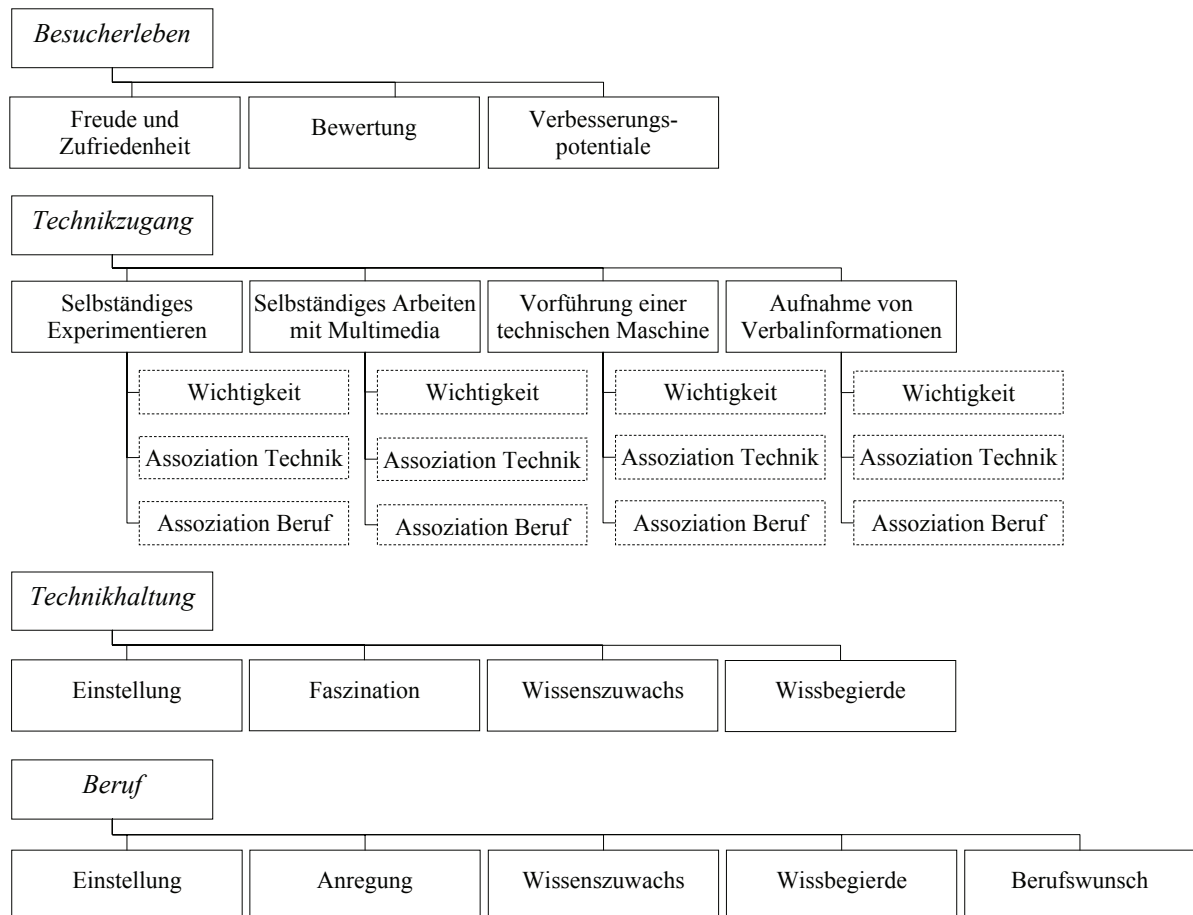 Besucherleben
Freude und
Zufriedenheit
Bewertung
Verbesserungs-
potentiale
Technikzugang
Selbständiges
Experimentieren
Selbständiges Arbeiten
mit Multimedia
Vorführung einer
technischen Maschine
Aufnahme von
Verbalinformationen
Wichtigkeit
Wichtigkeit
Wichtigkeit
Wichtigkeit
Assoziation Technik
Assoziation Technik
Assoziation Technik
Assoziation Technik
Assoziation Beruf
Assoziation Beruf
Assoziation Beruf
Assoziation Beruf
Technikhaltung
Einstellung
Faszination
Wissenszuwachs
Wissbegierde
Beruf
Einstellung
Anregung
Wissenszuwachs
Wissbegierde
Berufswunsch